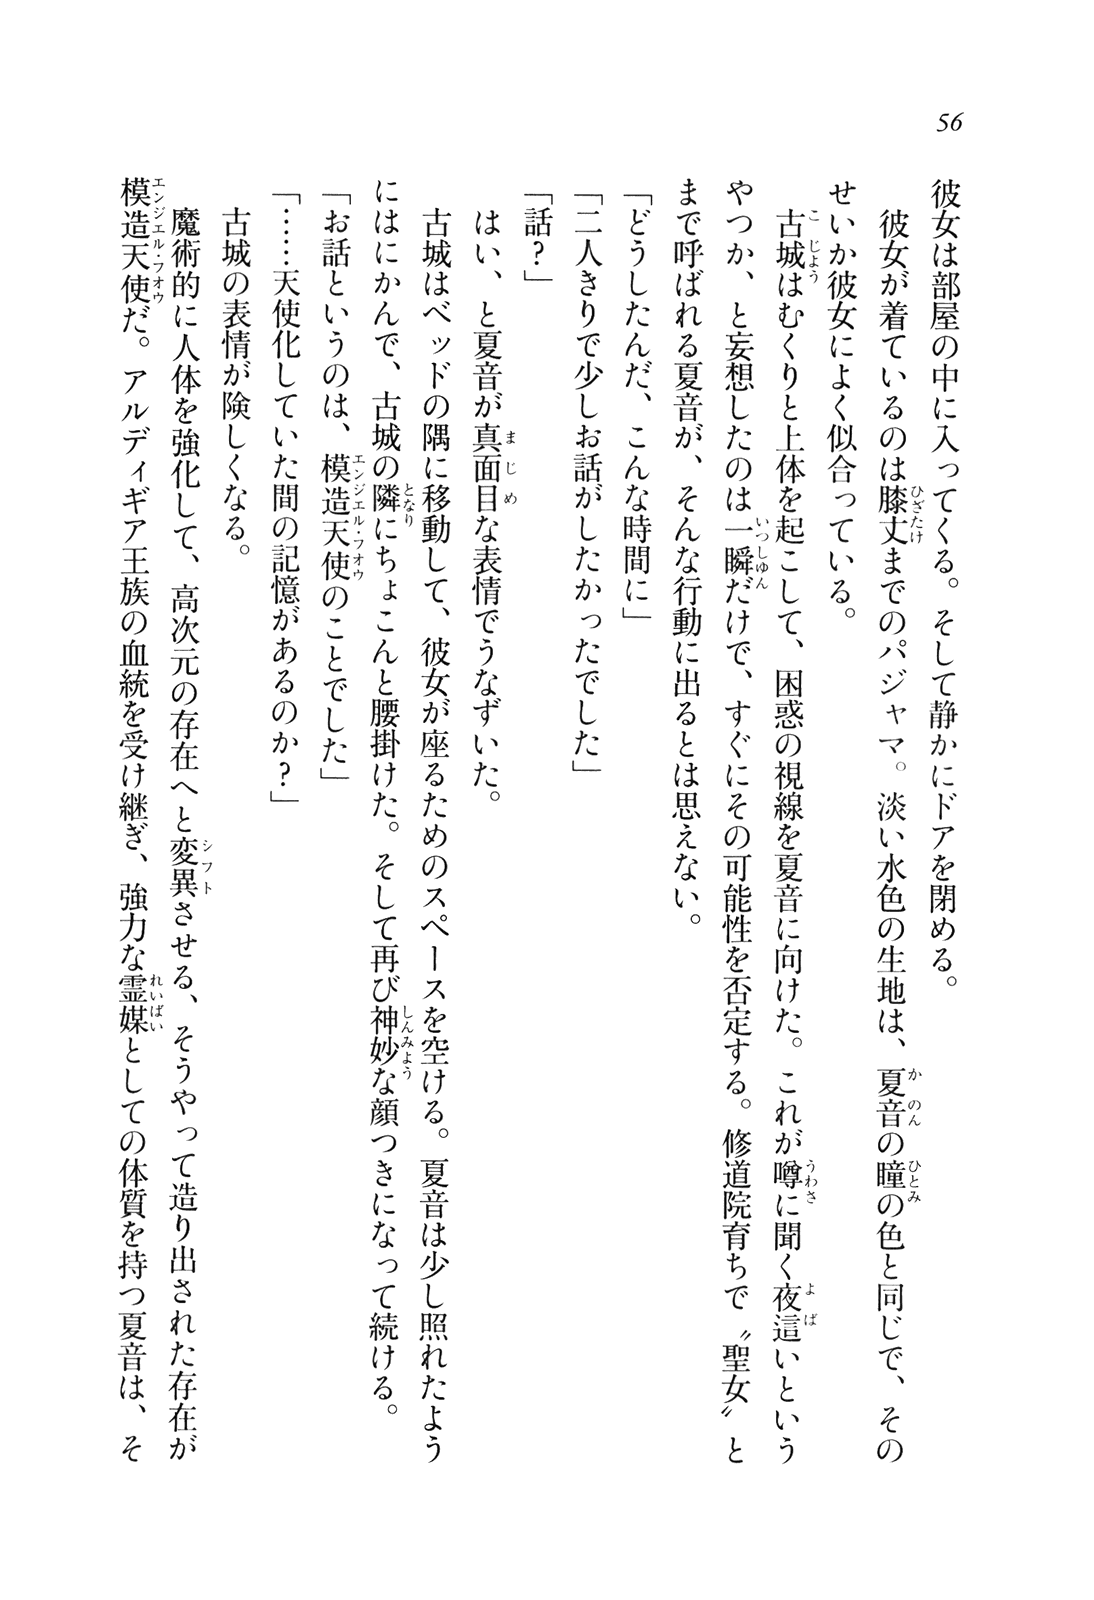 56
彼女は部屋の中に入ってくる。そして静かにドアを閉める。
彼女が着ているのは膝丈までのパジャマ。淡い水色の生地は、夏音の瞳の色と同じで、その
せいか彼女によく似合っている。
古城はむくりと上体を起こして、困惑の視線を夏音に向けた。これが噂に聞く夜這いという
やつか、と妄想したのは一瞬だけで、すぐにその可能性を否定する。修道院育ちで〝聖女〟と
まで呼ばれる夏音が、そんな行動に出るとは思えない。
「どうしたんだ、こんな時間に」
「二人きりで少しお話がしたかったでした」
「話？」
はい、と夏音が真面目な表情でうなずいた。
古城はベッドの隅に移動して、彼女が座るためのスペースを空ける。夏音は少し照れたよう
にはにかんで、古城の隣にちょこんと腰掛けた。そして再び神妙な顔つきになって続ける。
「お話というのは、模造天使のことでした」
「……天使化していた間の記憶があるのか？」
古城の表情が険しくなる。
魔術的に人体を強化して、高次元の存在へと変異させる、そうやって造り出された存在が
模造天使だ。アルディギア王族の血統を受け継ぎ、強力な霊媒としての体質を持つ夏音は、そ